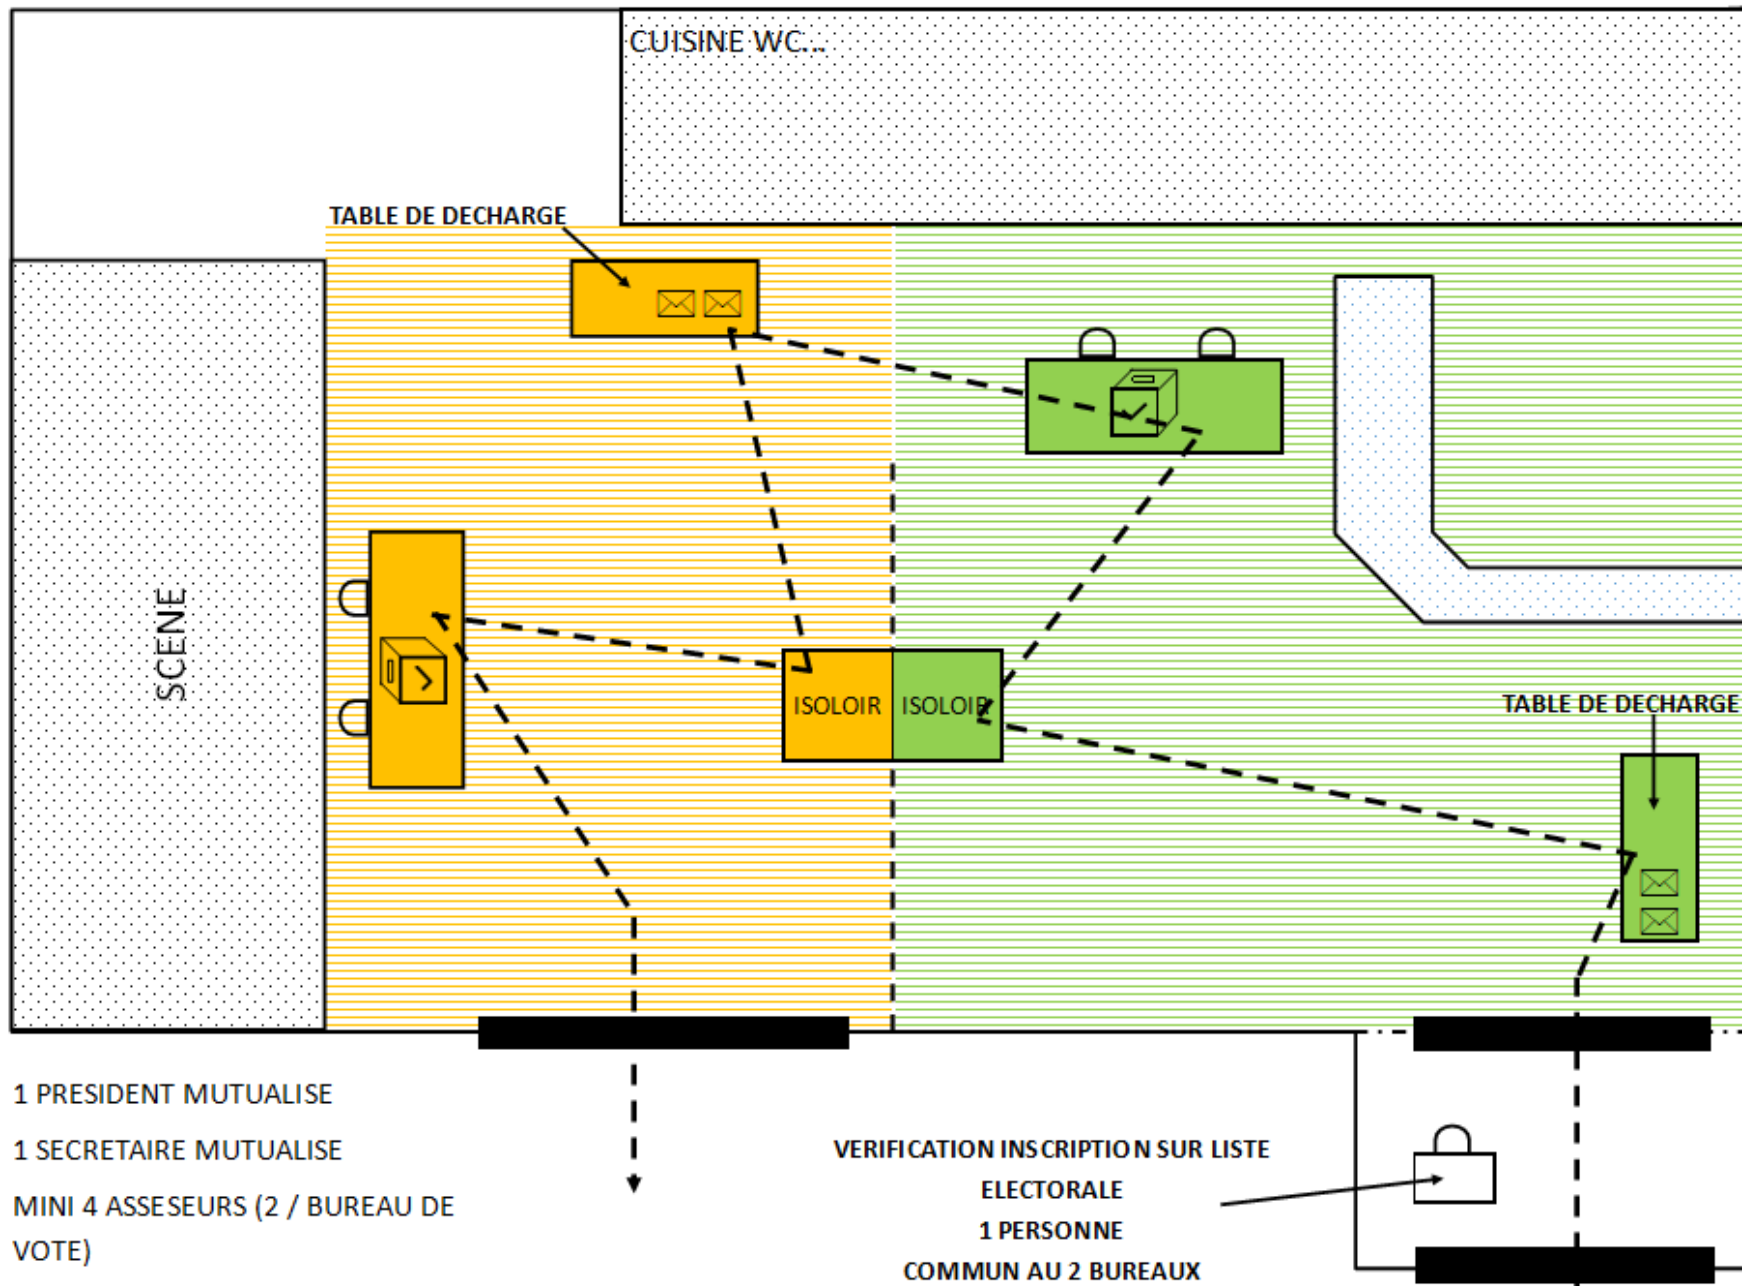 CUISINE WC...
TABLE DE DECHARGE
SCENE
ISOLOIR
ISOLOIR
TABLE DE DECHARGE
1 PRESIDENT MUTUALISE
1 SECRETAIRE MUTUALISE
MINI 4 ASSESEURS (2 / BUREAU DE
VOTE)
VERIFICATION INSCRIPTION SUR LISTE
ELECTORALE
1 PERSONNE
COMMUN AU 2 BUREAUX